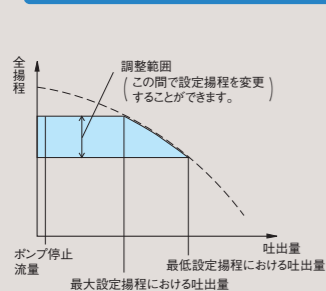 全揚程
調整範囲
(この間で設定揚程を変更
することができます。)
吐出量
ポンプ停止
流量
最低設定揚程における吐出量
最大設定揚程における吐出量